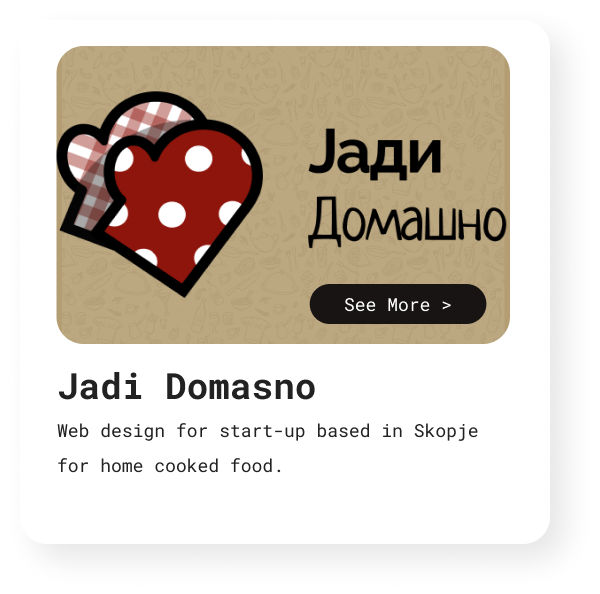 Јади
Домашно
See More >
Jadi Domasno
Web design for start-up based in Skopje
for home cooked food.